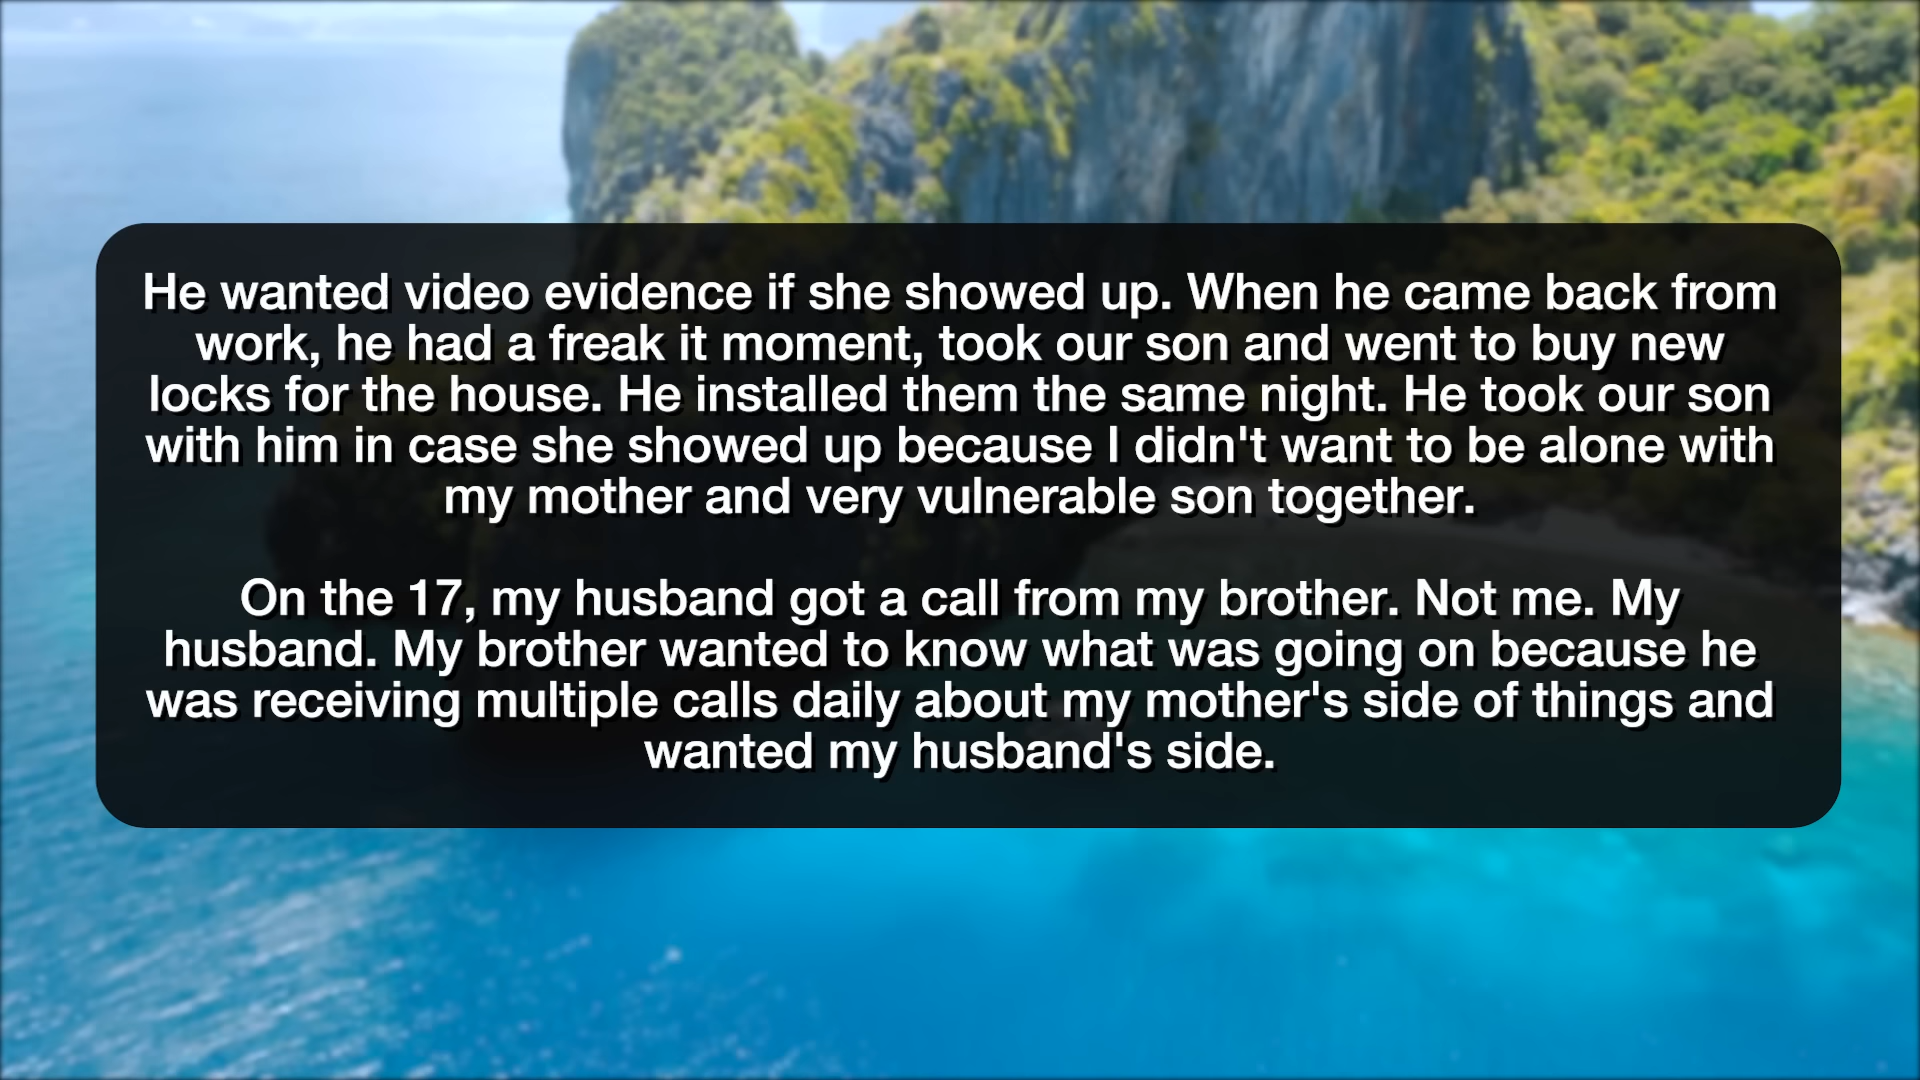 He wanted video evidence if she showed up. When he came back from
work, he had a freak it moment, took our son and went to buy new
locks for the house. He installed them the same night. He took our son
with him in case she showed up because I didn't want to be alone with
my mother and very vulnerable son together.
On the 17, my husband got a call from my brother. Not me. My
husband. My brother wanted to know what was going on because he
was receiving multiple calls daily about my mother's side of things and
wanted my husband's side.